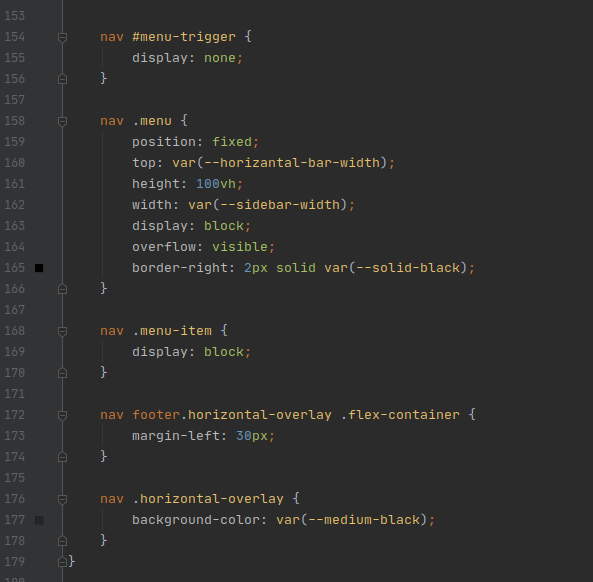 153
154 nav #menu-trigger {
155 display: none;
156 }
157
158 nav .menu {
159 position: fixed;
160 top: var(--horizantal-bar-width);
161 height: 100vh;
162 width: var(--sidebar-width);
163 display: block;
164 overflow: visible;
165 border-right: 2px solid var(--solid-black);
166 }
167
168 nav .menu-item {
169 display: block;
170 }
171
172 nav footer.horizontal-overlay .flex-container {
173 margin-left: 30px;
174 }
175
176 nav .horizontal-overlay {
177 background-color: var(--medium-black);
178 }
179 }